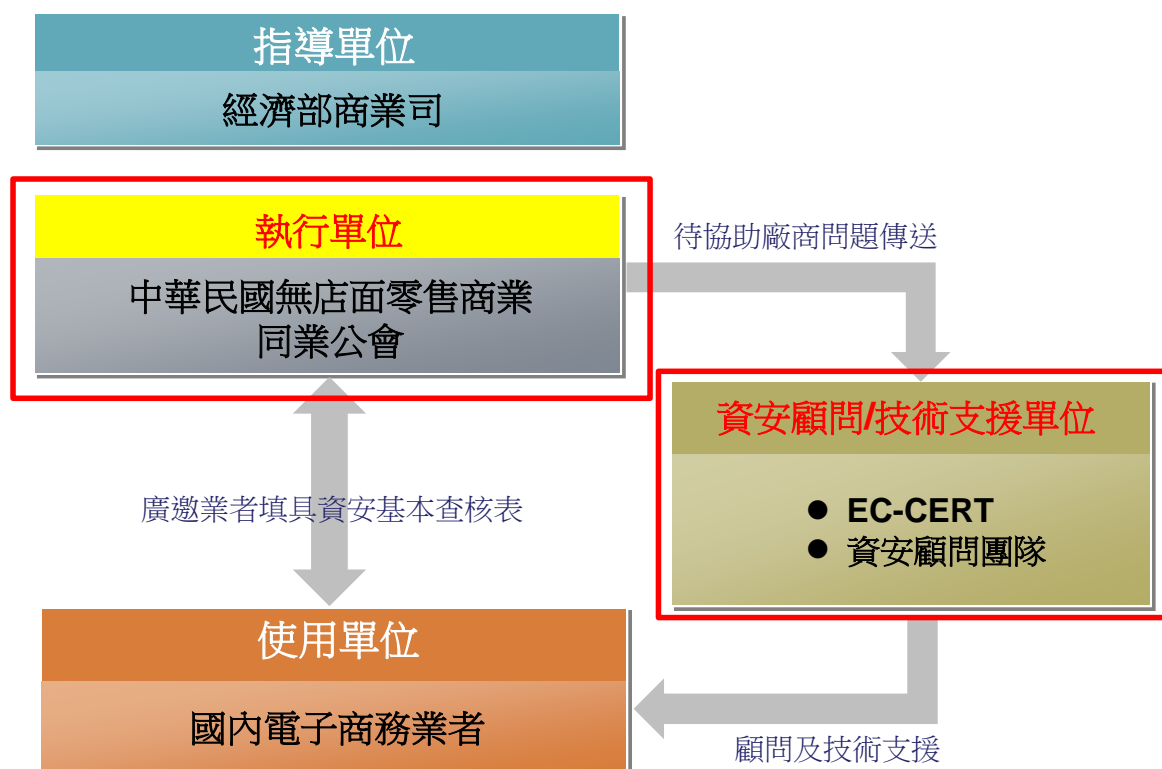 指導單位
經濟部商業司
執行單位
中華民國無店面零售商業
同業公會
待協助廠商問題傳送
資安顧問/技術支援單位
● EC-CERT
● 資安顧問團隊
廣邀業者填具資安基本查核表
使用單位
國內電子商務業者
顧問及技術支援